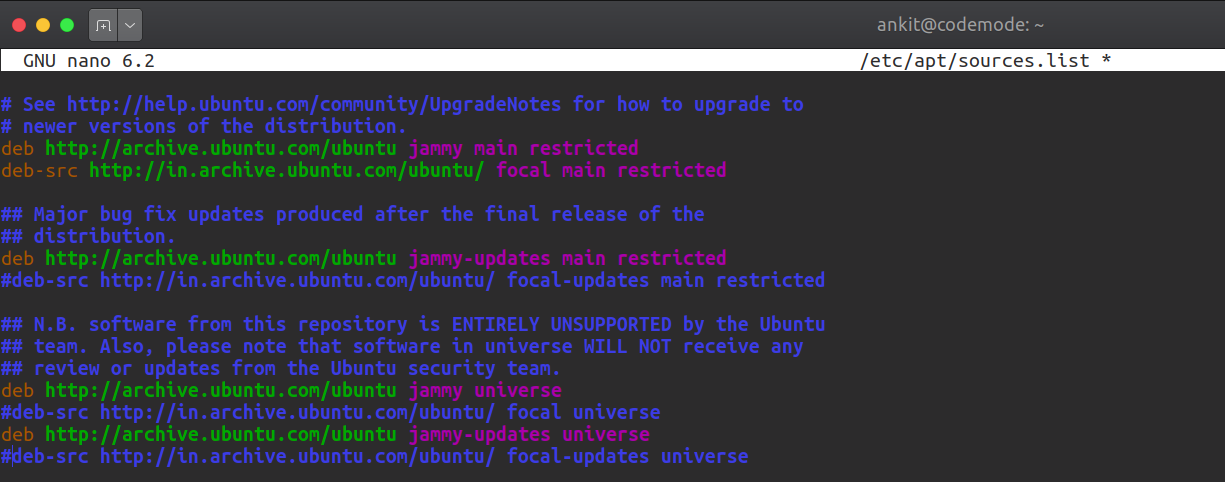 ankit@codemode: ~
GNU nano 6.2 /etc/apt/sources.list *
# See http://help.ubuntu.com/community/UpgradeNotes for how to upgrade to
# newer versions of the distribution.
deb http://archive.ubuntu.com/ubuntu jammy main restricted
deb-src http://in.archive.ubuntu.com/ubuntu/ focal main restricted
## Major bug fix updates produced after the final release of the
## distribution.
deb http://archive.ubuntu.com/ubuntu jammy-updates main restricted
#deb-src http://in.archive.ubuntu.com/ubuntu/ focal-updates main restricted
## N.B. software from this repository is ENTIRELY UNSUPPORTED by the Ubuntu
## team. Also, please note that software in universe WILL NOT receive any
## review or updates from the Ubuntu security team.
deb http://archive.ubuntu.com/ubuntu jammy universe
#deb-src http://in.archive.ubuntu.com/ubuntu/ focal universe
deb http://archive.ubuntu.com/ubuntu jammy-updates universe
#deb-src http://in.archive.ubuntu.com/ubuntu/ focal-updates universe